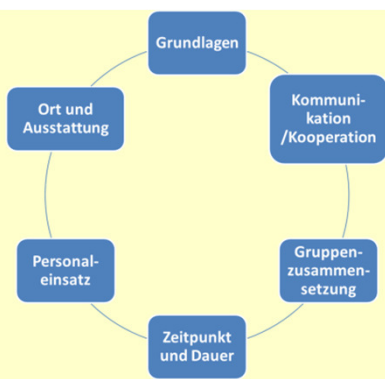 Grundlagen
Kommuni-
kation
/Kooperation
Gruppen-
zusammen-
setzung
Zeitpunkt
und Dauer
Personal-
einsatz
Ort und
Ausstattung